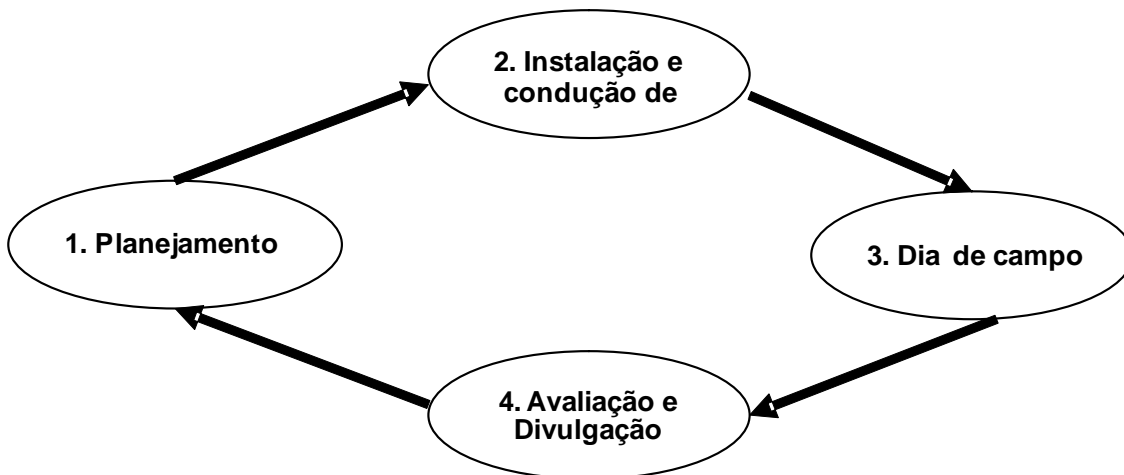 1. Planejamento
2. Instalação e
condução de
3. Dia de campo
4. Avaliação e
Divulgação